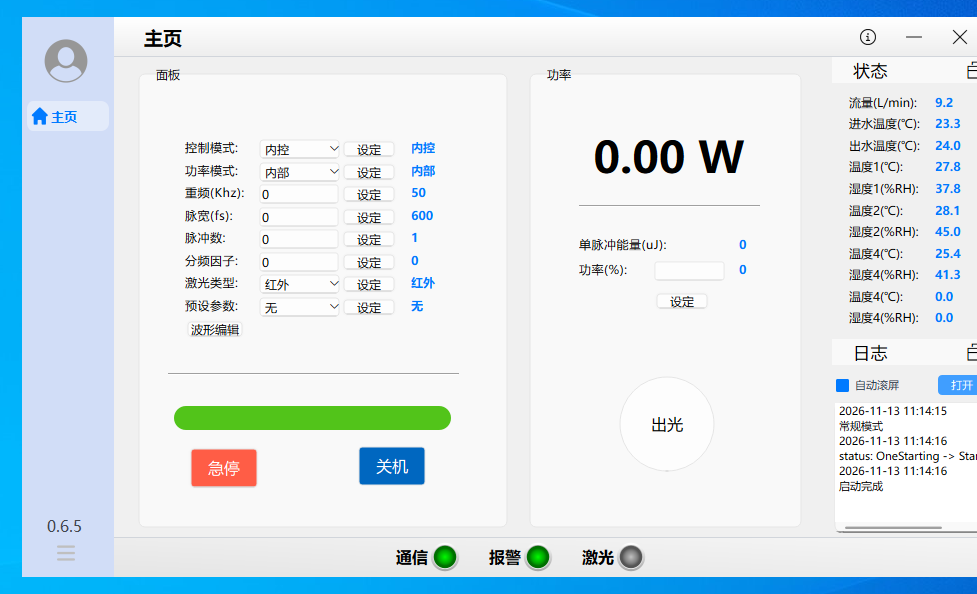 主页
主页
0.6.5
面板
控制模式: 内控 设定 内控
功率模式: 内部 设定 内部
重频(Khz): 0 设定 50
脉宽(fs): 0 设定 600
脉冲数: 0 设定 1
分频因子: 0 设定 0
激光类型: 红外 设定 红外
预设参数: 无 设定 无
波形编辑
急停 关机
功率
0.00 W
单脉冲能量(uJ): 0
功率(%): 0
设定
出光
状态
流量(L/min): 9.2
进水温度(℃): 23.3
出水温度(℃): 24.0
温度1(℃): 27.8
湿度1(%RH): 37.8
温度2(℃): 28.1
湿度2(%RH): 45.0
温度4(℃): 25.4
湿度4(%RH): 41.3
温度4(℃): 0.0
湿度4(%RH): 0.0
日志
自动滚屏 打开
2026-11-13 11:14:15
常规模式
2026-11-13 11:14:16
status: OneStarting -> Star
2026-11-13 11:14:16
启动完成
通信 报警 激光